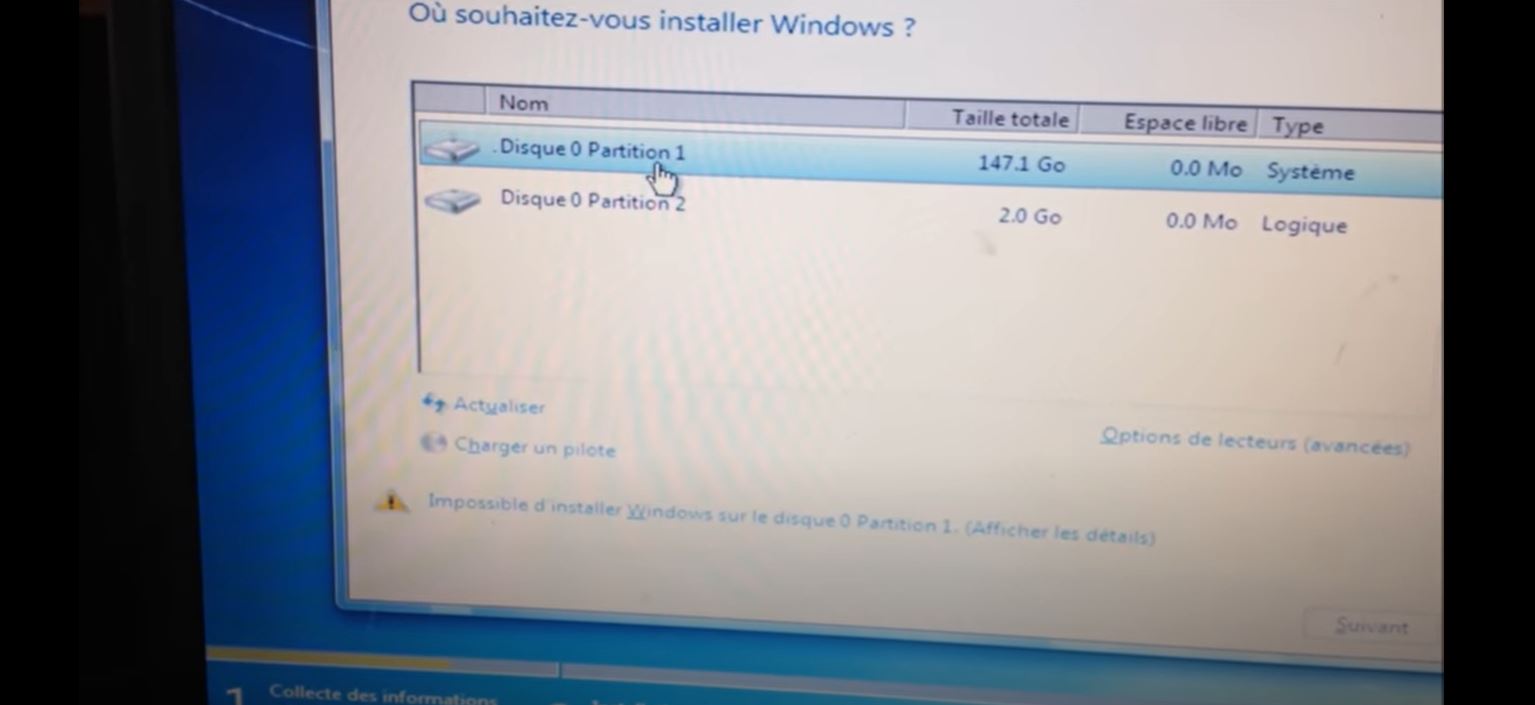 Où souhaitez-vous installer Windows ?
Nom Taille totale Espace libre Type
Disque 0 Partition 1 147.1 Go 0.0 Mo Système
Disque 0 Partition 2 2.0 Go 0.0 Mo Logique
Actualiser
Options de lecteurs (avancées)
Charger un pilote
Impossible d'installer Windows sur le disque 0 Partition 1. (Afficher les détails)
Suivant
1 Collecte des informations